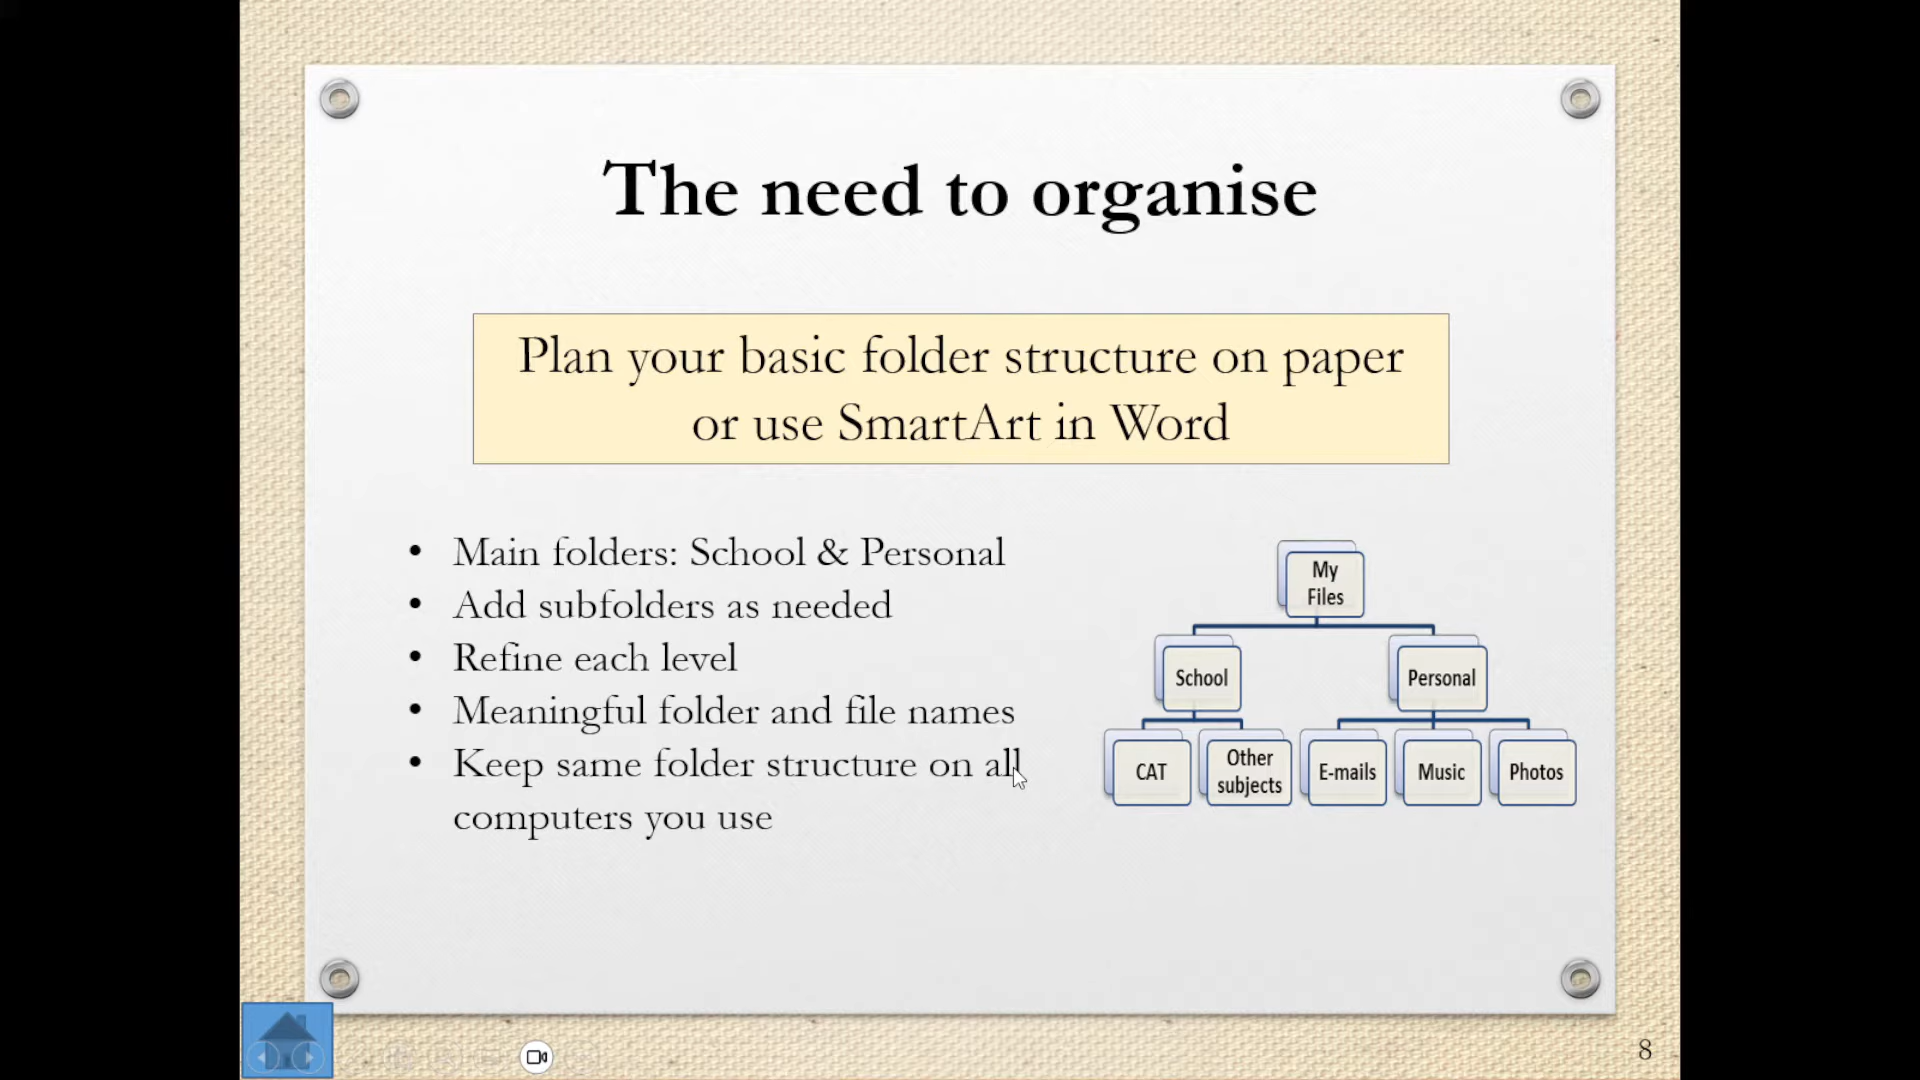 The need to organise
Plan your basic folder structure on paper
or use SmartArt in Word
• Main folders: School & Personal
• Add subfolders as needed
• Refine each level
• Meaningful folder and file names
• Keep same folder structure on all
computers you use
My
Files
School
Personal
CAT
Other
subjects
E-mails
Music
Photos
8